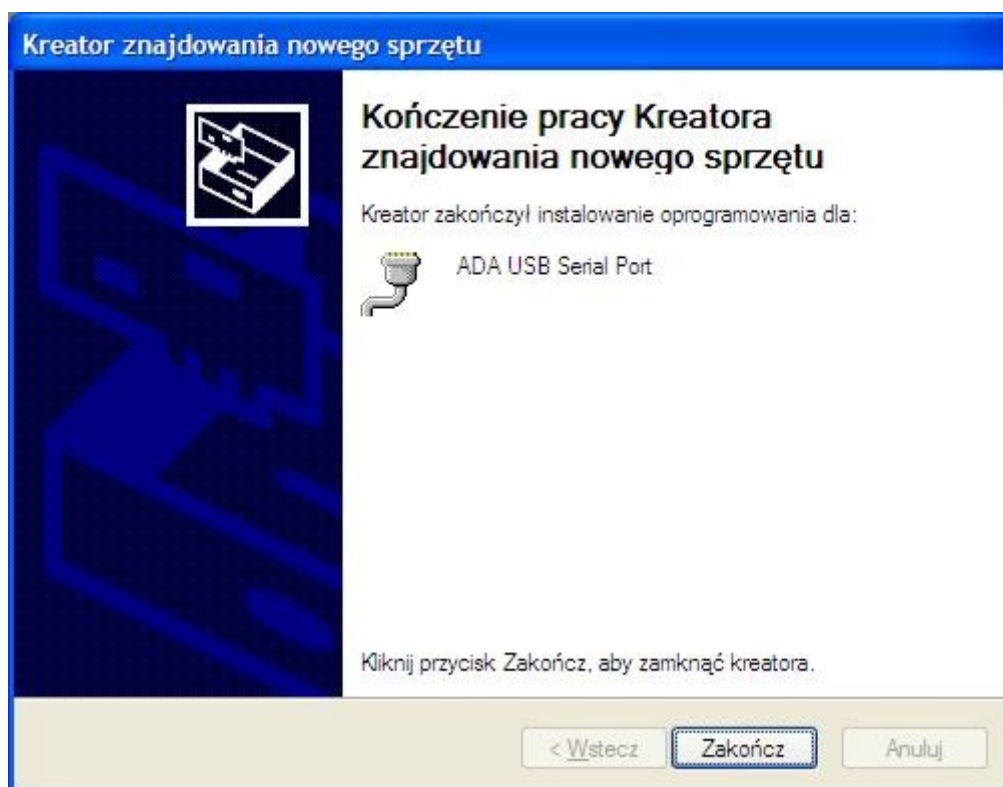 Kreator znajdowania nowego sprzętu
Kończenie pracy Kreatora
znajdowania nowego sprzętu
Kreator zakończył instalowanie oprogramowania dla:
ADA USB Serial Port
Kliknij przycisk Zakończ, aby zamknąć kreatora.
< Wstecz
Zakończ
Anuluj